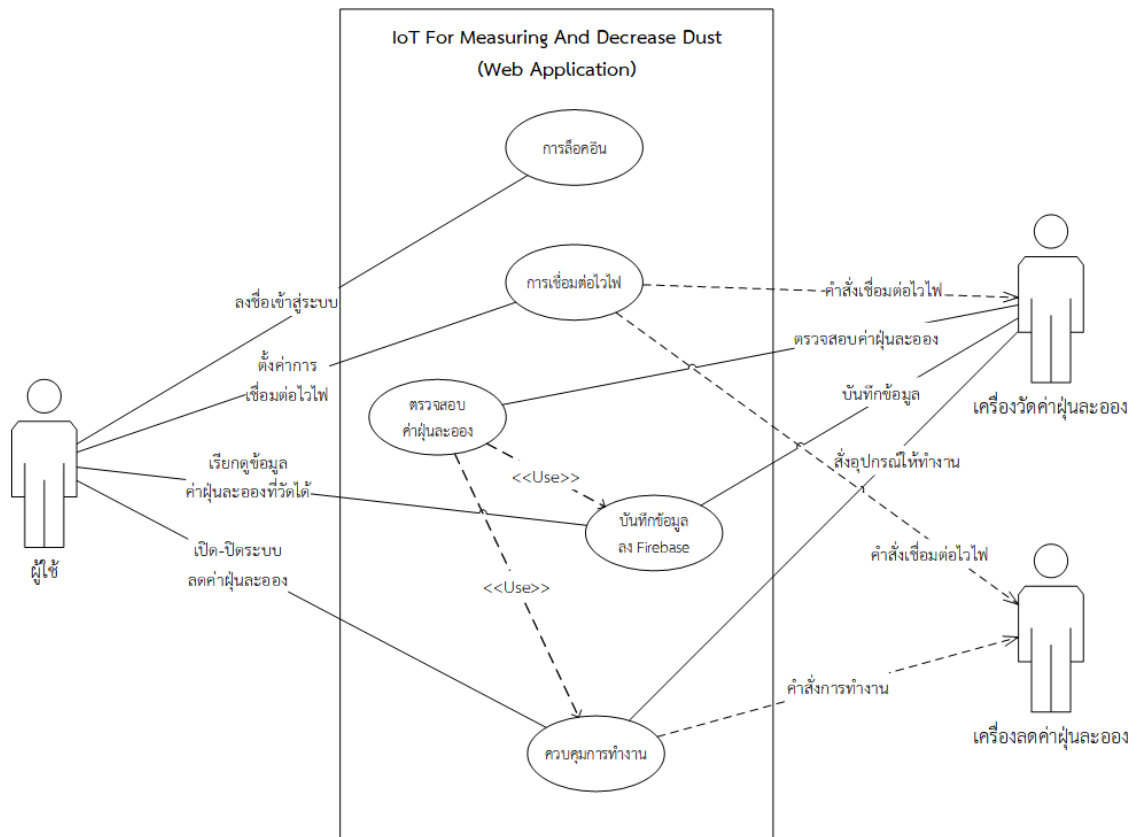 IoT For Measuring And Decrease Dust
(Web Application)
การล็อคอิน
ลงชื่อเข้าสู่ระบบ
การเชื่อมต่อไวไฟ
คำสั่งเชื่อมต่อไวไฟ
ตั้งค่าการ
เชื่อมต่อไวไฟ
ตรวจสอบค่าฝุ่นละออง
เครื่องวัดค่าฝุ่นละออง
ตรวจสอบ
ค่าฝุ่นละออง
บันทึกข้อมูล
เรียกดูข้อมูล
ค่าฝุ่นละอองที่วัดได้
<<Use>>
สั่งอุปกรณ์ให้ทำงาน
บันทึกข้อมูล
ลง Firebase
ผู้ใช้
เปิด-ปิดระบบ
ลดค่าฝุ่นละออง
<<Use>>
คำสั่งเชื่อมต่อไวไฟ
คำสั่งการทำงาน
เครื่องลดค่าฝุ่นละออง
ควบคุมการทำงาน